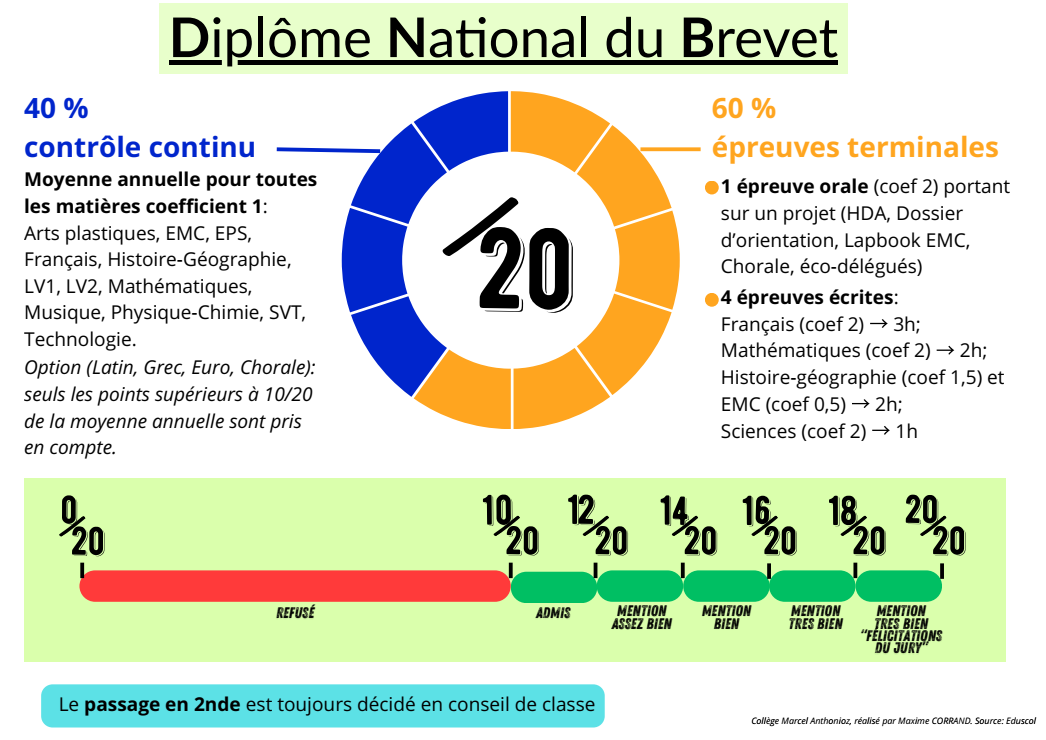 Diplôme National du Brevet
40 %
contrôle continu
Moyenne annuelle pour toutes
les matières coefficient 1:
Arts plastiques, EMC, EPS,
Français, Histoire-Géographie,
LV1, LV2, Mathématiques,
Musique, Physique-Chimie, SVT,
Technologie.
Option (Latin, Grec, Euro, Chorale):
seuls les points supérieurs à 10/20
de la moyenne annuelle sont pris
en compte.
/20
60 %
épreuves terminales
1 épreuve orale (coef 2) portant
sur un projet (HDA, Dossier
d'orientation, Lapbook EMC,
Chorale, éco-délégués)
4 épreuves écrites:
Français (coef 2) → 3h;
Mathématiques (coef 2) → 2h;
Histoire-géographie (coef 1,5) et
EMC (coef 0,5) → 2h;
Sciences (coef 2) → 1h
0/20 10/20 12/20 14/20 16/20 18/20 20/20
REFUSÉ
ADMIS
MENTION
ASSEZ BIEN
MENTION
BIEN
MENTION
TRES BIEN
MENTION
TRES BIEN
"FÉLICITATIONS
DU JURY"
Le passage en 2nde est toujours décidé en conseil de classe
Collège Marcel Anthonioz, réalisé par Maxime CORRAND. Source: Eduscol